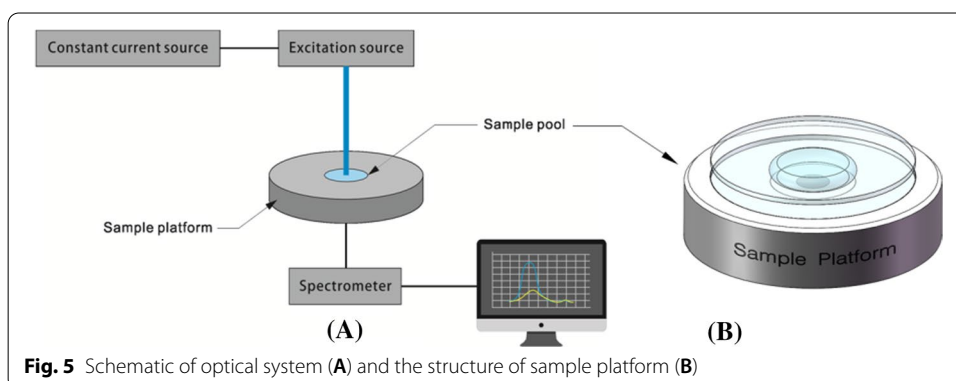 Constant current source
Excitation source
Sample pool
Sample platform
Sample Platform
Spectrometer
(A)
(B)
Fig. 5 Schematic of optical system (A) and the structure of sample platform (B)